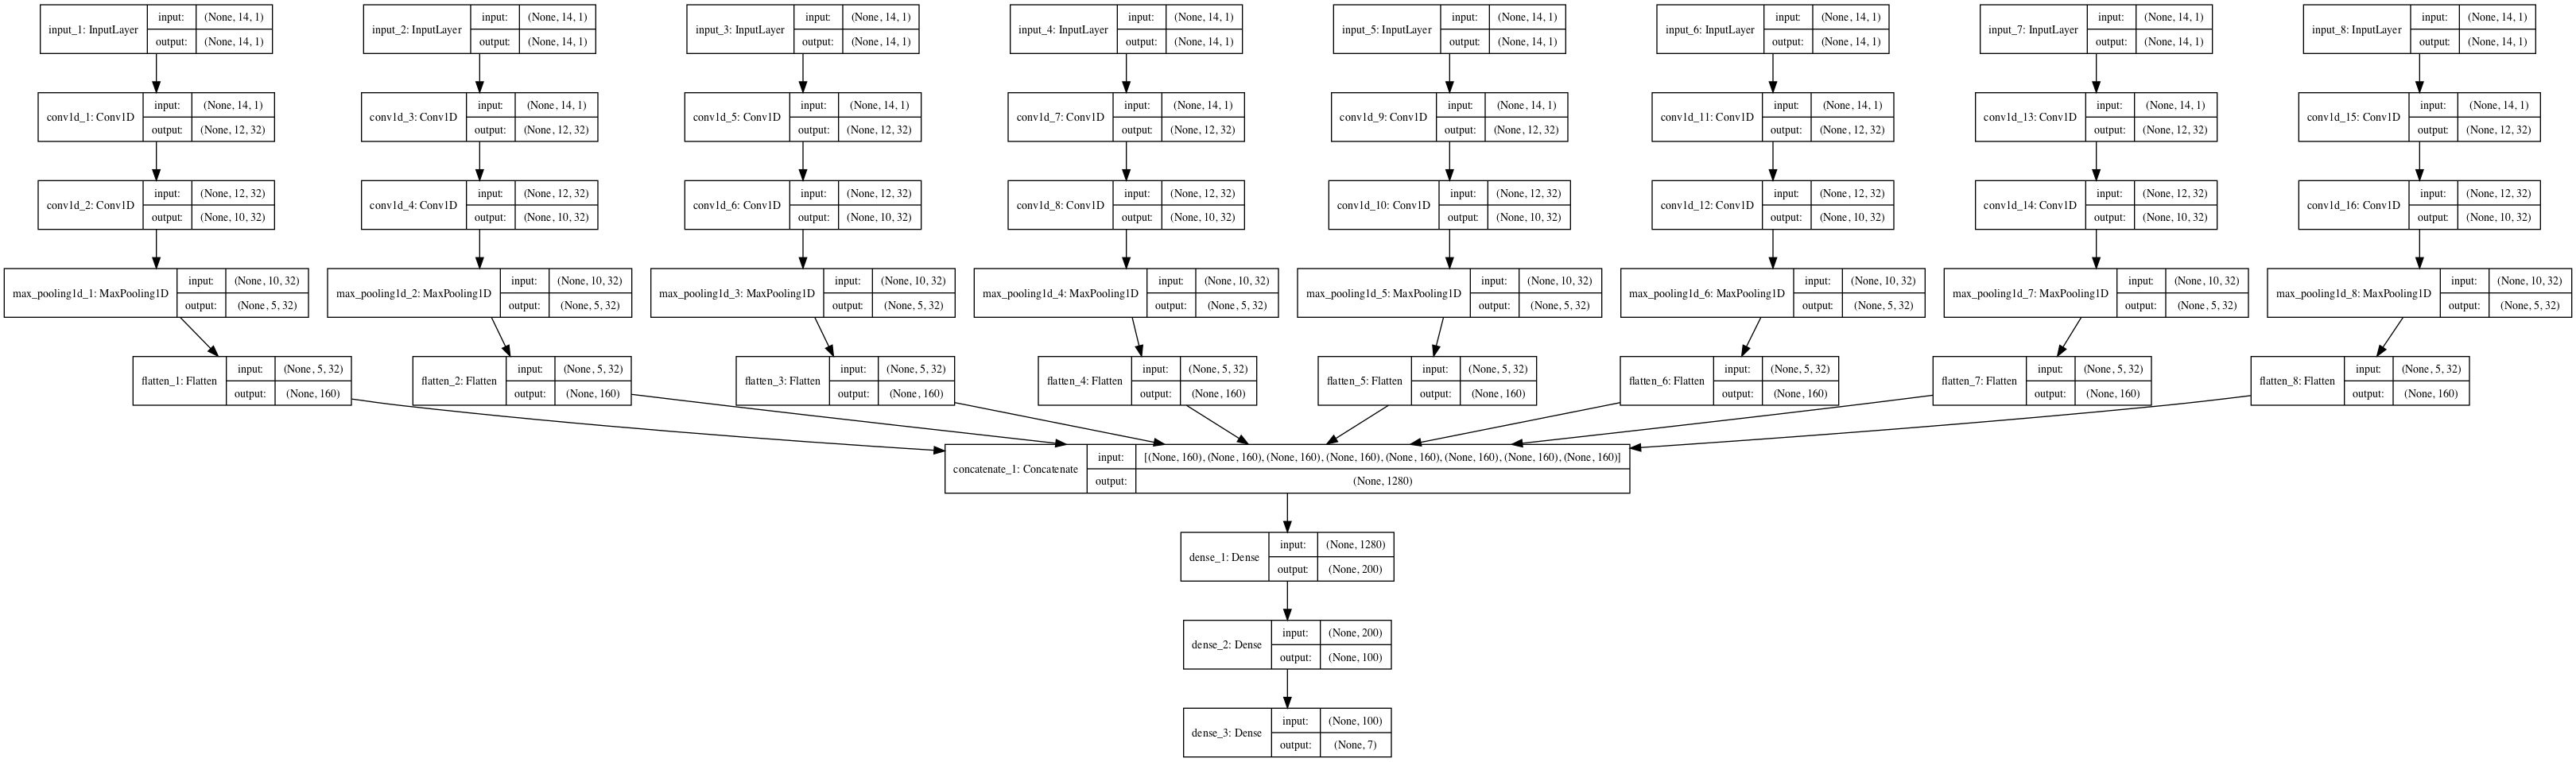 input_1: InputLayer input: (None, 14, 1) output: (None, 14, 1)
input_2: InputLayer input: (None, 14, 1) output: (None, 14, 1)
input_3: InputLayer input: (None, 14, 1) output: (None, 14, 1)
input_4: InputLayer input: (None, 14, 1) output: (None, 14, 1)
input_5: InputLayer input: (None, 14, 1) output: (None, 14, 1)
input_6: InputLayer input: (None, 14, 1) output: (None, 14, 1)
input_7: InputLayer input: (None, 14, 1) output: (None, 14, 1)
input_8: InputLayer input: (None, 14, 1) output: (None, 14, 1)
conv1d_1: Conv1D input: (None, 14, 1) output: (None, 12, 32)
conv1d_3: Conv1D input: (None, 14, 1) output: (None, 12, 32)
conv1d_5: Conv1D input: (None, 14, 1) output: (None, 12, 32)
conv1d_7: Conv1D input: (None, 14, 1) output: (None, 12, 32)
conv1d_9: Conv1D input: (None, 14, 1) output: (None, 12, 32)
conv1d_11: Conv1D input: (None, 14, 1) output: (None, 12, 32)
conv1d_13: Conv1D input: (None, 14, 1) output: (None, 12, 32)
conv1d_15: Conv1D input: (None, 14, 1) output: (None, 12, 32)
conv1d_2: Conv1D input: (None, 12, 32) output: (None, 10, 32)
conv1d_4: Conv1D input: (None, 12, 32) output: (None, 10, 32)
conv1d_6: Conv1D input: (None, 12, 32) output: (None, 10, 32)
conv1d_8: Conv1D input: (None, 12, 32) output: (None, 10, 32)
conv1d_10: Conv1D input: (None, 12, 32) output: (None, 10, 32)
conv1d_12: Conv1D input: (None, 12, 32) output: (None, 10, 32)
conv1d_14: Conv1D input: (None, 12, 32) output: (None, 10, 32)
conv1d_16: Conv1D input: (None, 12, 32) output: (None, 10, 32)
max_pooling1d_1: MaxPooling1D input: (None, 10, 32) output: (None, 5, 32)
max_pooling1d_2: MaxPooling1D input: (None, 10, 32) output: (None, 5, 32)
max_pooling1d_3: MaxPooling1D input: (None, 10, 32) output: (None, 5, 32)
max_pooling1d_4: MaxPooling1D input: (None, 10, 32) output: (None, 5, 32)
max_pooling1d_5: MaxPooling1D input: (None, 10, 32) output: (None, 5, 32)
max_pooling1d_6: MaxPooling1D input: (None, 10, 32) output: (None, 5, 32)
max_pooling1d_7: MaxPooling1D input: (None, 10, 32) output: (None, 5, 32)
max_pooling1d_8: MaxPooling1D input: (None, 10, 32) output: (None, 5, 32)
flatten_1: Flatten input: (None, 5, 32) output: (None, 160)
flatten_2: Flatten input: (None, 5, 32) output: (None, 160)
flatten_3: Flatten input: (None, 5, 32) output: (None, 160)
flatten_4: Flatten input: (None, 5, 32) output: (None, 160)
flatten_5: Flatten input: (None, 5, 32) output: (None, 160)
flatten_6: Flatten input: (None, 5, 32) output: (None, 160)
flatten_7: Flatten input: (None, 5, 32) output: (None, 160)
flatten_8: Flatten input: (None, 5, 32) output: (None, 160)
concatenate_1: Concatenate input: [(None, 160), (None, 160), (None, 160), (None, 160), (None, 160), (None, 160), (None, 160), (None, 160)] output: (None, 1280)
dense_1: Dense input: (None, 1280) output: (None, 200)
dense_2: Dense input: (None, 200) output: (None, 100)
dense_3: Dense input: (None, 100) output: (None, 7)